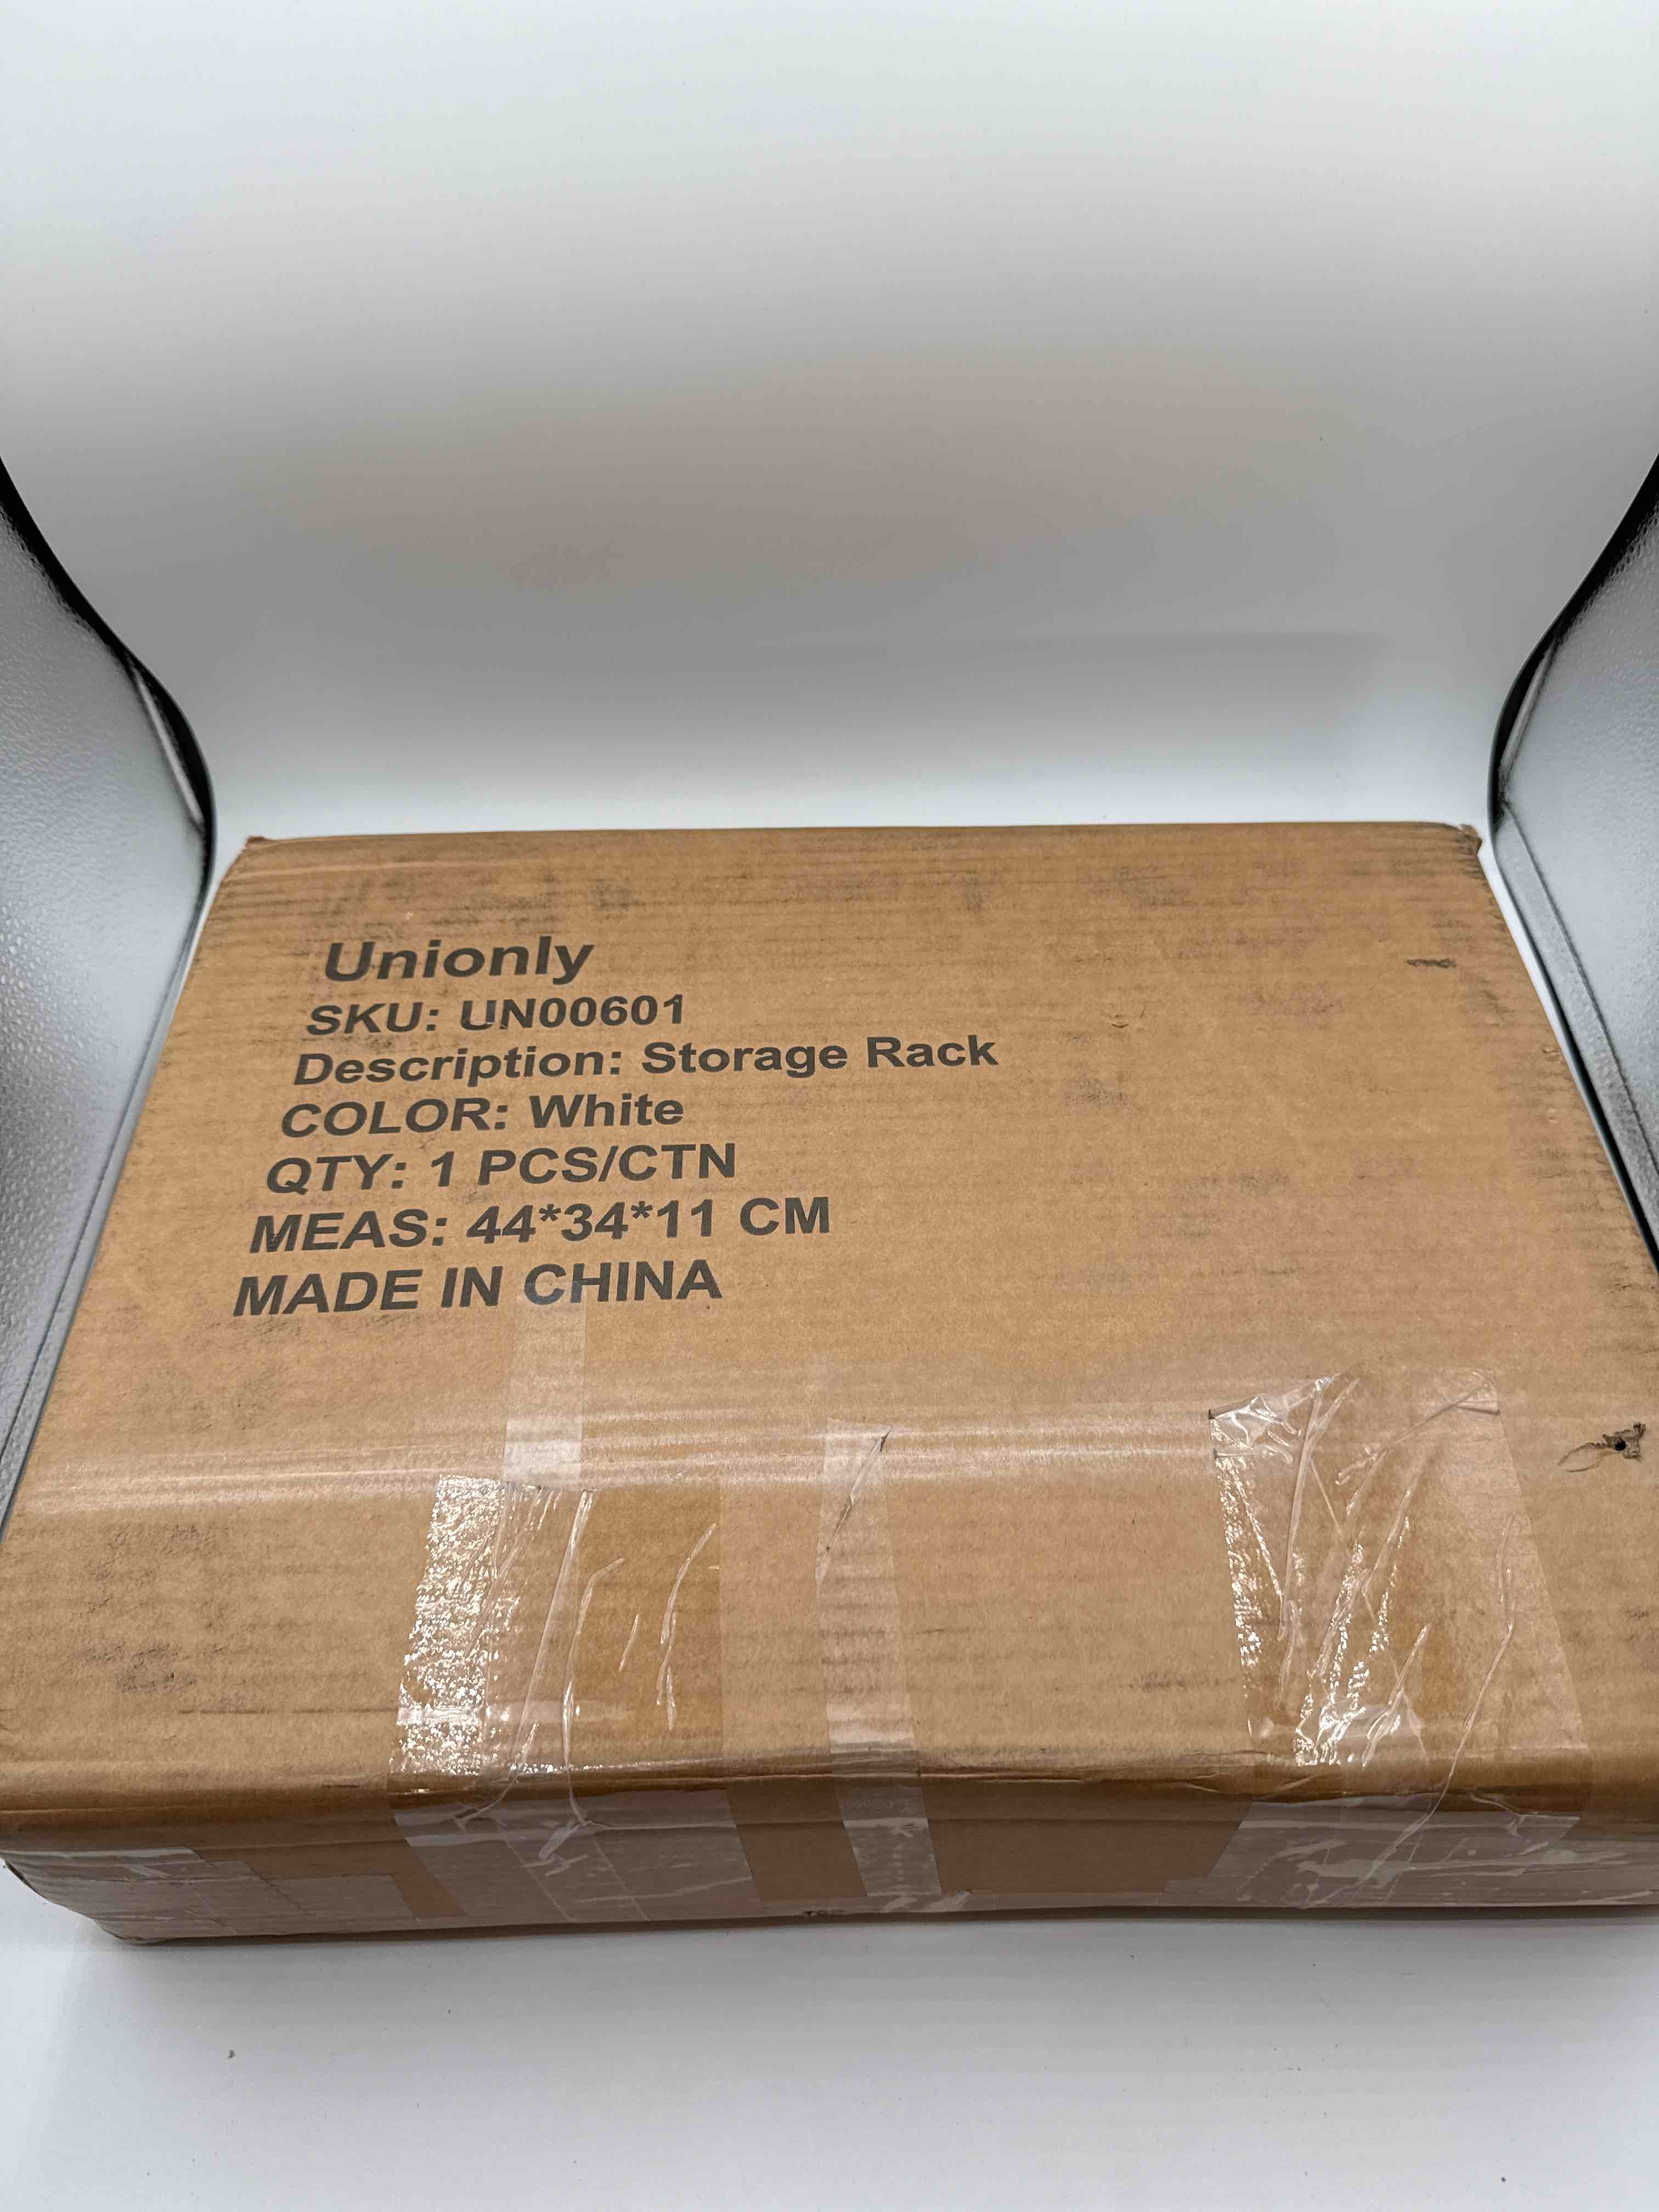 Unionly
SKU: UN00601
Description: Storage Rack
COLOR: White
QTY: 1 PCS/CTN
MEAS: 44*34*11 CM
MADE IN CHINA